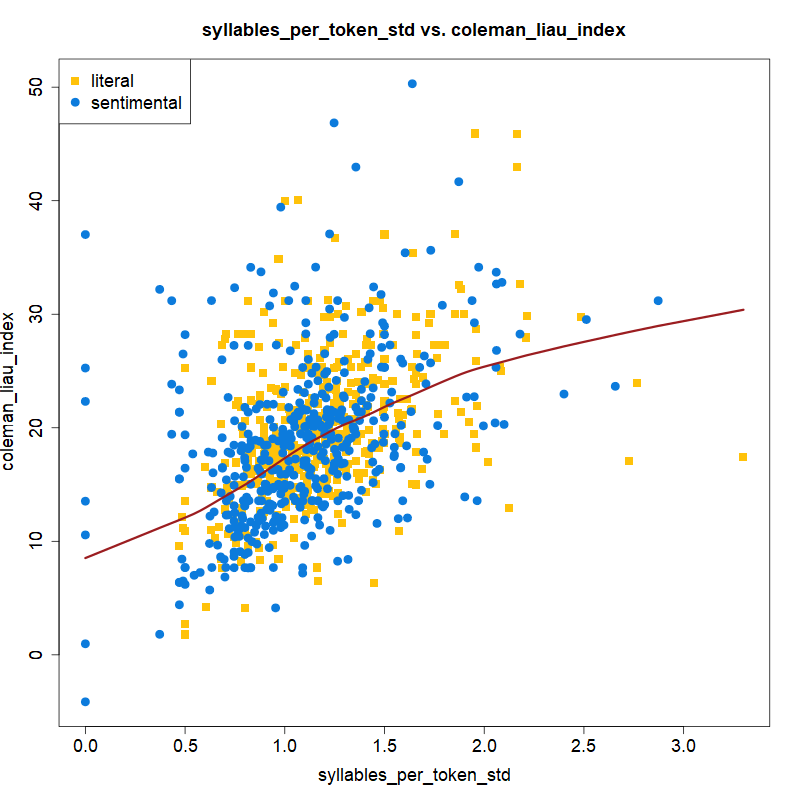 syllables_per_token_std vs. coleman_liau_index
literal
sentimental
coleman_liau_index
50
40
30
20
10
0
0.0 0.5 1.0 1.5 2.0 2.5 3.0
syllables_per_token_std